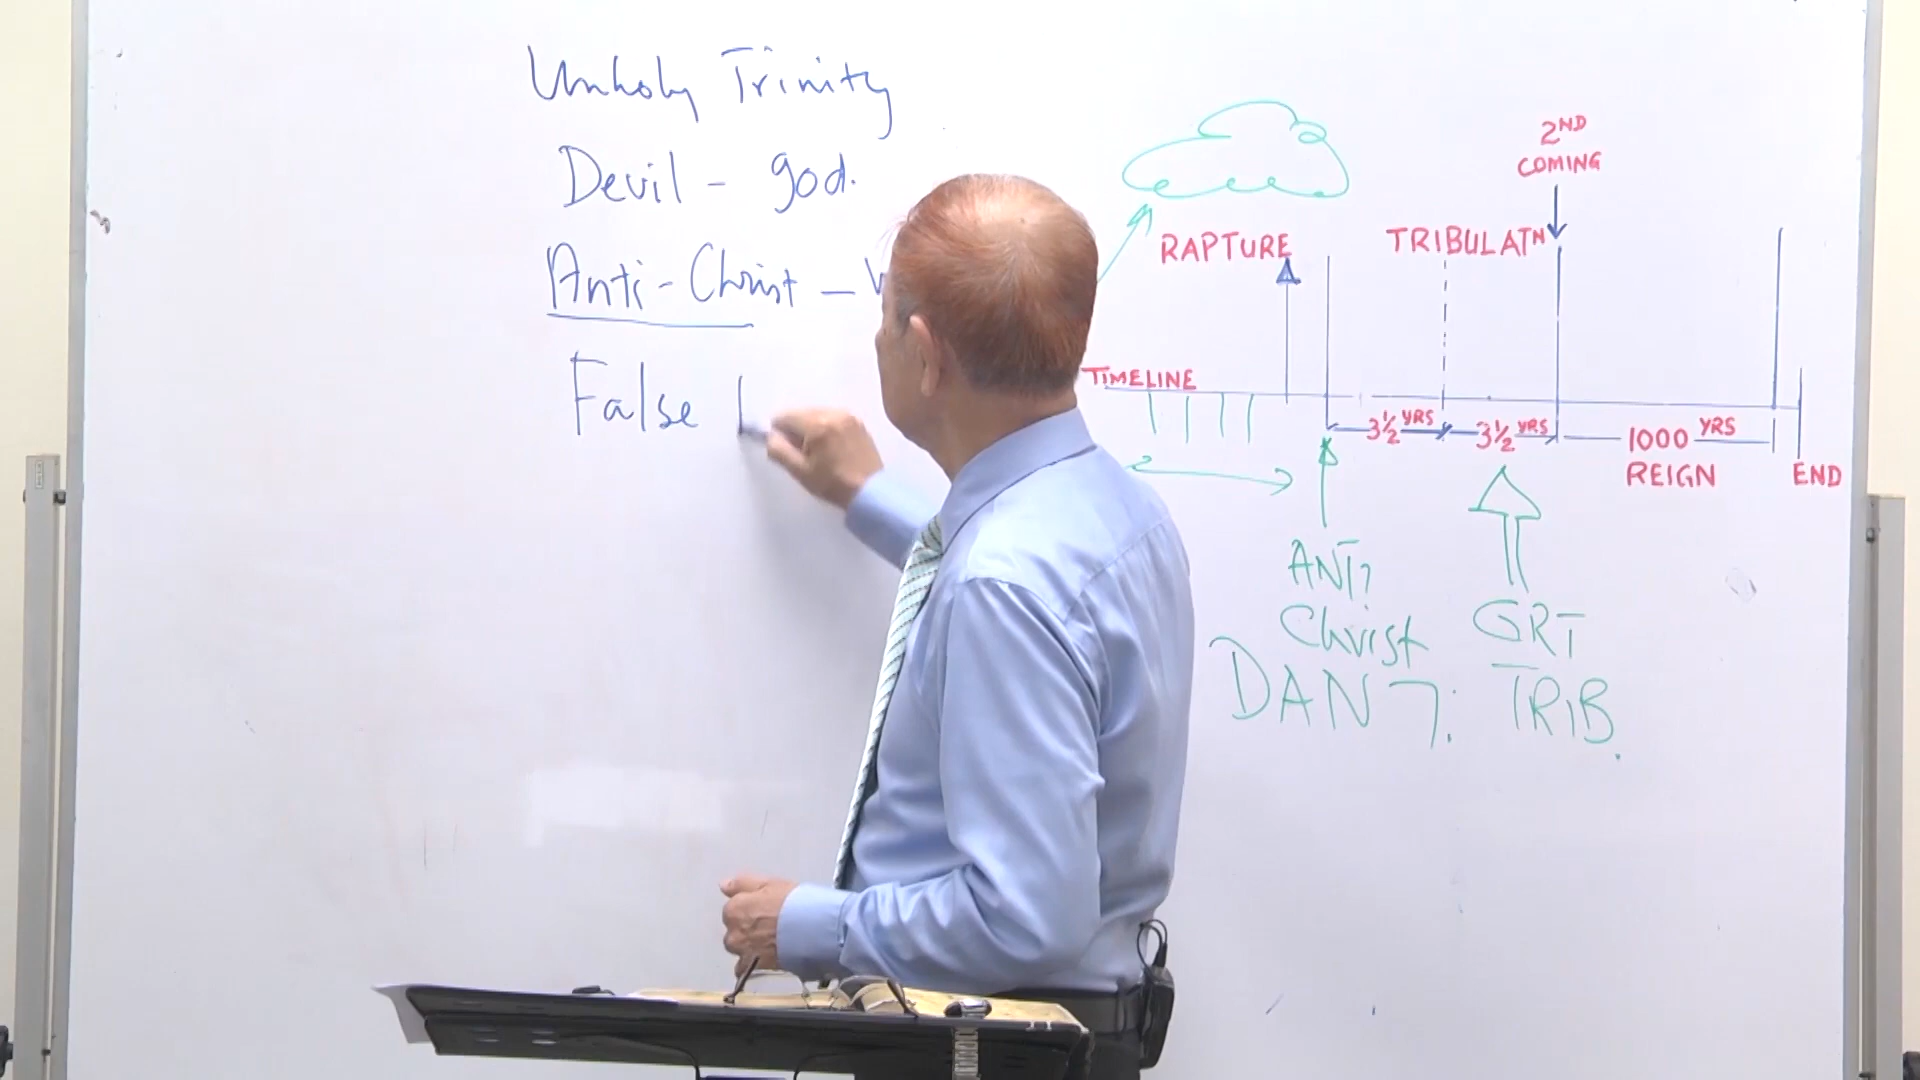 Unholy Trinity
Devil - god.
Anti-Christ -
False
2ND
COMING
RAPTURE
TRIBULATN
TIMELINE
3½ YRS
3½ YRS
1000 YRS
REIGN
END
ANTI
Christ
DAN 7:
GRT
TRIB.